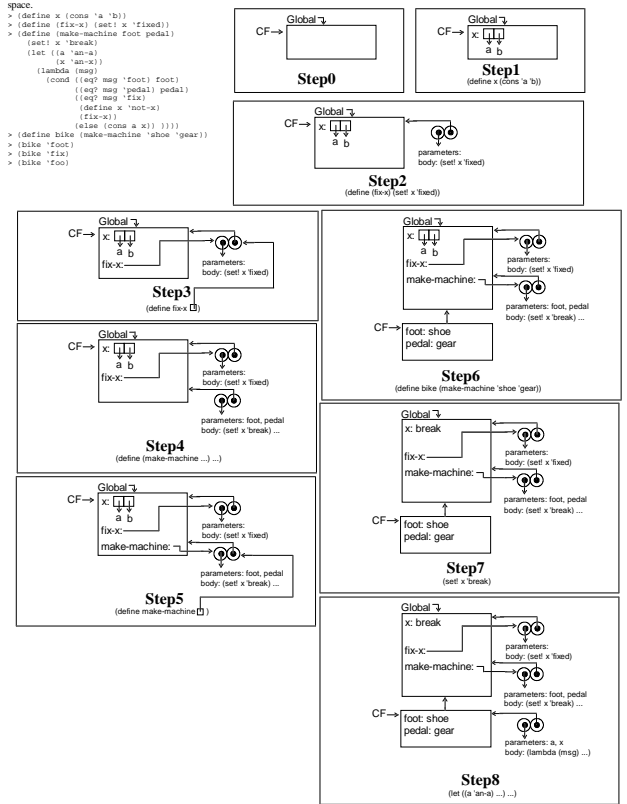 space.
> (define x (cons 'a 'b))
> (define (fix-x) (set! x 'fixed))
> (define (make-machine foot pedal)
(set! x 'break)
(let ((a 'an-a)
(x 'an-x))
(lambda (msg)
(cond ((eq? msg 'foot) foot)
((eq? msg 'pedal) pedal)
((eq? msg 'fix)
(define x 'not-x)
(fix-x))
(else (cons a x)) ))))
> (define bike (make-machine 'shoe 'gear))
> (bike 'foot)
> (bike 'fix)
> (bike 'foo)
Global
CF
Step0
Global
CF
x:
a b
Step1
(define x (cons 'a 'b))
Global
CF
x:
a b
parameters:
body: (set! x 'fixed)
Step2
(define (fix-x) (set! x 'fixed))
Global
CF
x:
a b
fix-x:
parameters:
body: (set! x 'fixed)
Step3
(define fix-x )
Global
CF
x:
a b
fix-x:
parameters:
body: (set! x 'fixed)
parameters: foot, pedal
body: (set! x 'break) ...
Step4
(define (make-machine ...) ...)
Global
CF
x:
a b
fix-x:
make-machine:
parameters:
body: (set! x 'fixed)
parameters: foot, pedal
body: (set! x 'break) ...
Step5
(define make-machine )
Global
x:
a b
fix-x:
make-machine:
parameters:
body: (set! x 'fixed)
parameters: foot, pedal
body: (set! x 'break) ...
CF
foot: shoe
pedal: gear
Step6
(define bike (make-machine 'shoe 'gear))
Global
x: break
fix-x:
make-machine:
parameters:
body: (set! x 'fixed)
parameters: foot, pedal
body: (set! x 'break) ...
CF
foot: shoe
pedal: gear
Step7
(set! x 'break)
Global
x: break
fix-x:
make-machine:
parameters:
body: (set! x 'fixed)
parameters: foot, pedal
body: (set! x 'break) ...
CF
foot: shoe
pedal: gear
parameters: a, x
body: (lambda (msg) ...)
Step8
(let ((a 'an-a) ...) ...)